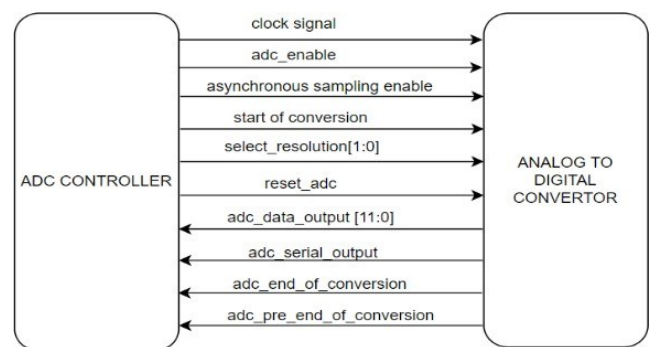 clock signal
adc_enable
asynchronous sampling enable
start of conversion
select_resolution[1:0]
reset_adc
adc_data_output [11:0]
adc_serial_output
adc_end_of_conversion
adc_pre_end_of_conversion
ADC CONTROLLER
ANALOG TO
DIGITAL
CONVERTOR